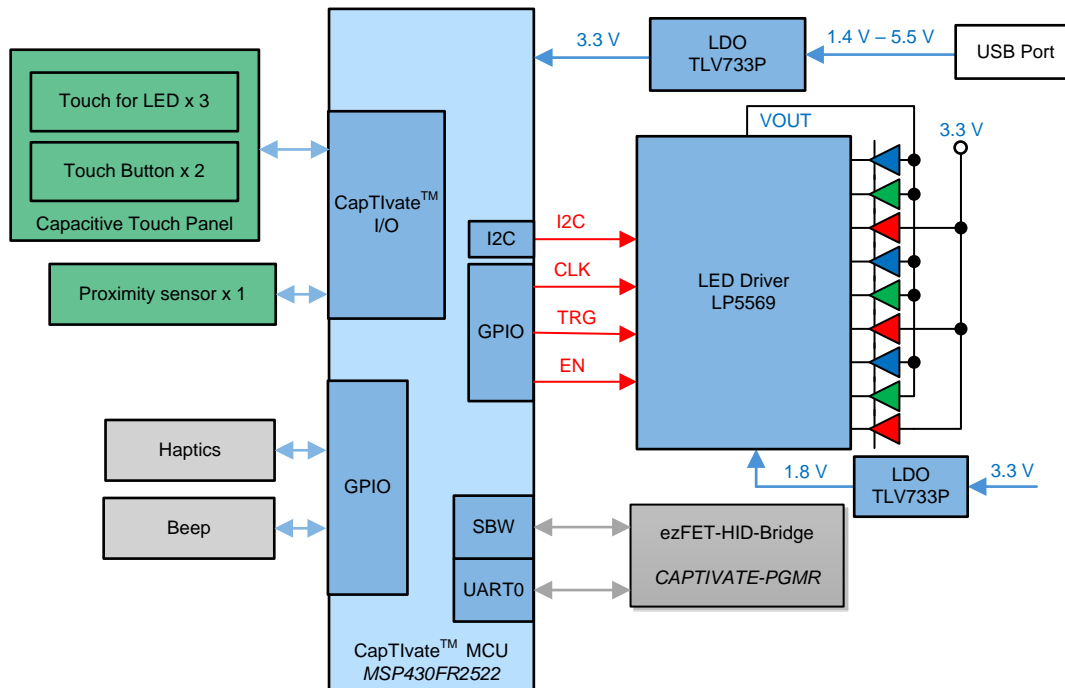 3.3 V
LDO
TLV733P
1.4 V – 5.5 V
USB Port
Touch for LED x 3
Touch Button x 2
Capacitive Touch Panel
Proximity sensor x 1
CapTIvate™
I/O
I2C
GPIO
I2C
CLK
TRG
EN
VOUT
3.3 V
LED Driver
LP5569
1.8 V
LDO
TLV733P
3.3 V
Haptics
Beep
GPIO
SBW
UART0
ezFET-HID-Bridge
CAPTIVATE-PGMR
CapTIvate™ MCU
MSP430FR2522